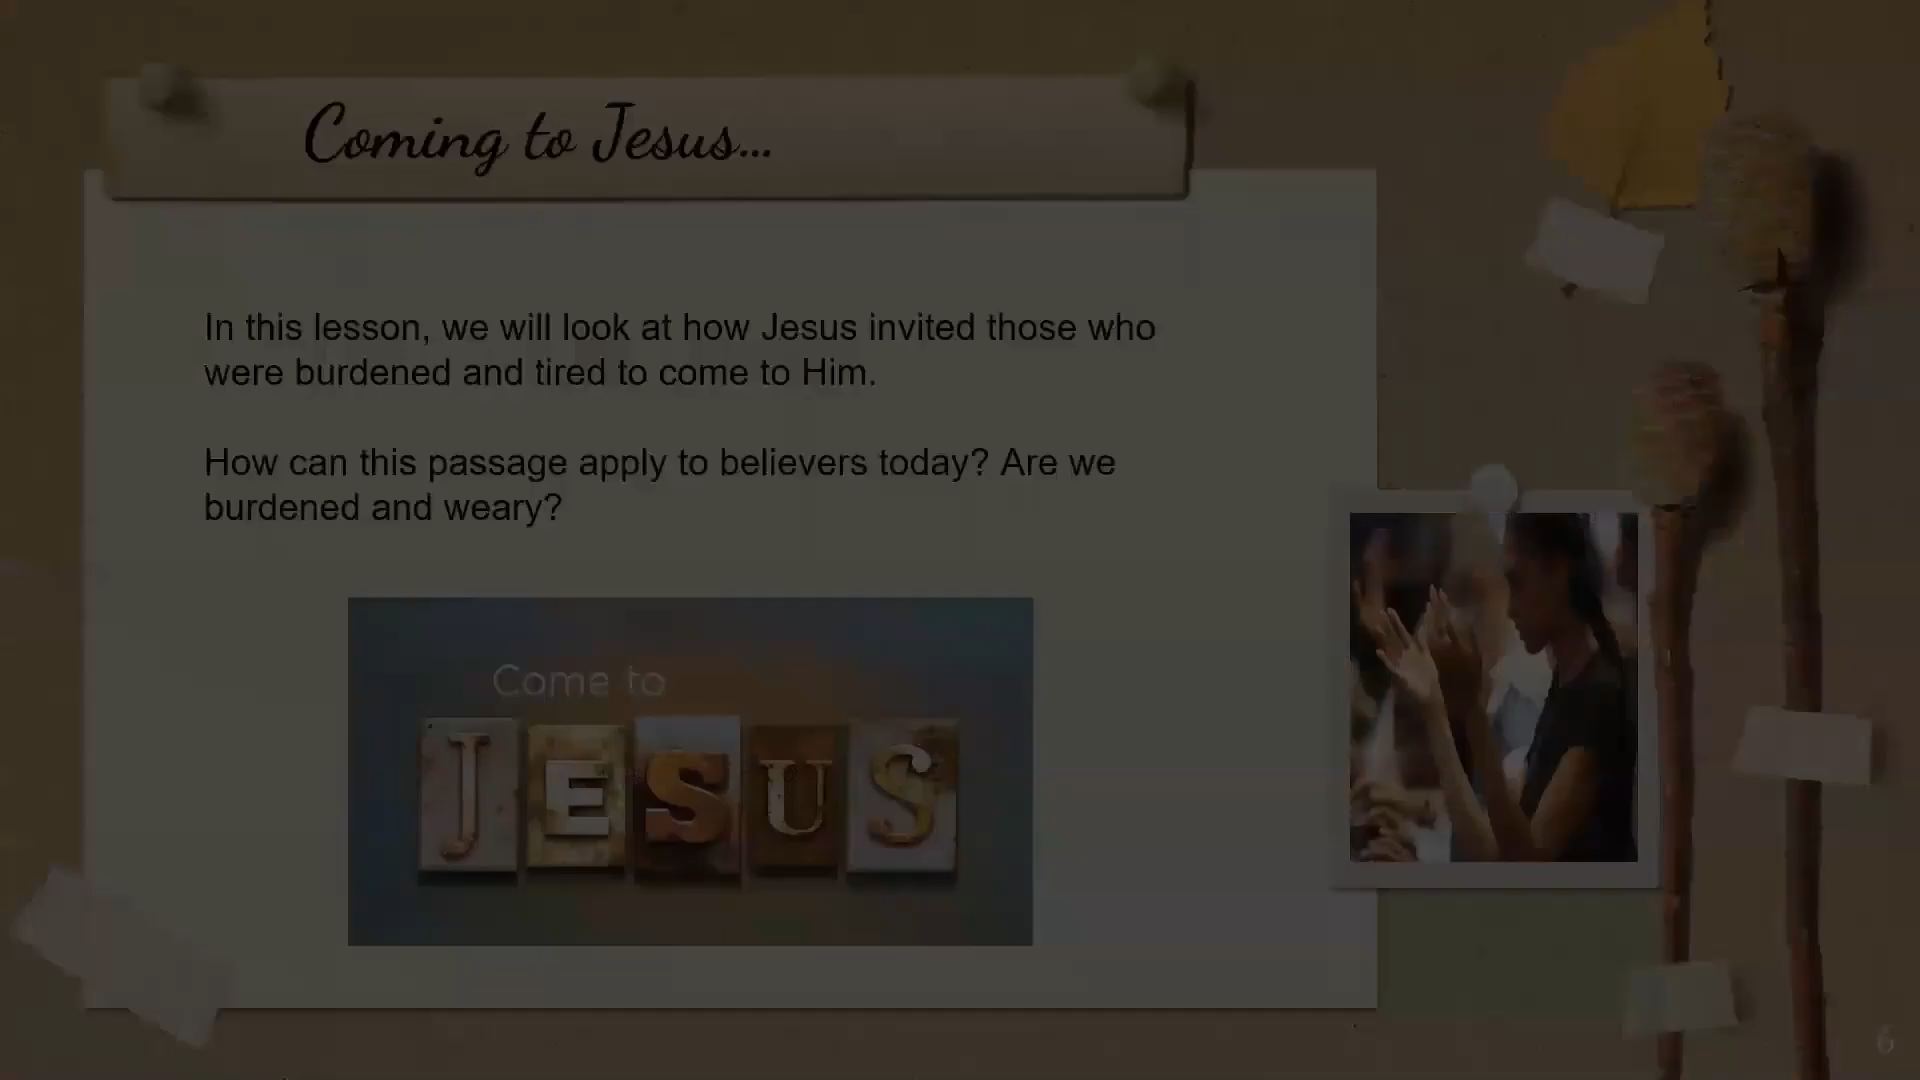 Coming to Jesus...
In this lesson, we will look at how Jesus invited those who
were burdened and tired to come to Him.
How can this passage apply to believers today? Are we
burdened and weary?
Come to
JESUS
6